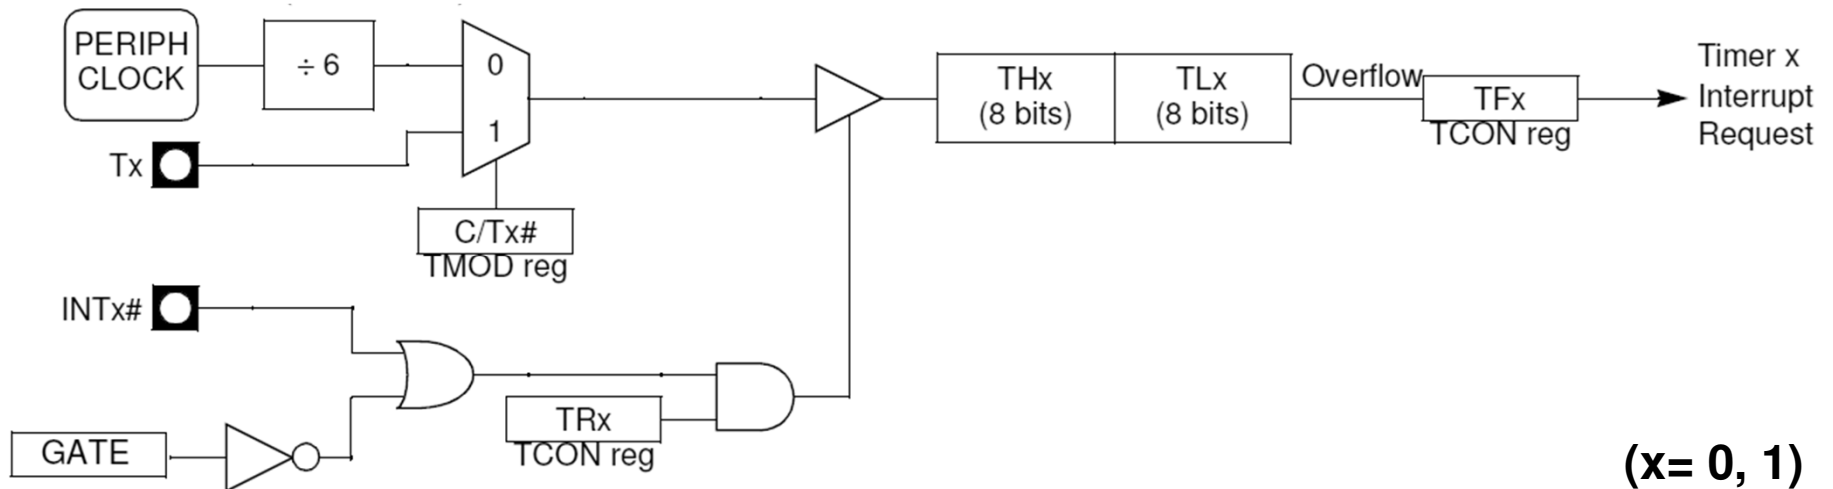 PERIPH
CLOCK
÷ 6
0
1
Tx
C/Tx#
TMOD reg
THx
(8 bits)
TLx
(8 bits)
Overflow
TFx
TCON reg
Timer x
Interrupt
Request
INTx#
GATE
TRx
TCON reg
(x= 0, 1)